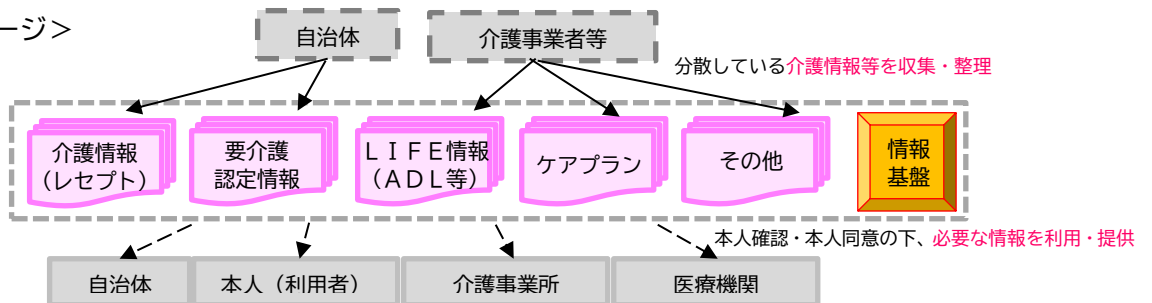 ージ＞
自治体
介護事業者等
分散している介護情報等を収集・整理
介護情報
（レセプト）
要介護
認定情報
ＬＩＦＥ情報
（ＡＤＬ等）
ケアプラン
その他
情報
基盤
本人確認・本人同意の下、必要な情報を利用・提供
自治体
本人（利用者）
介護事業所
医療機関